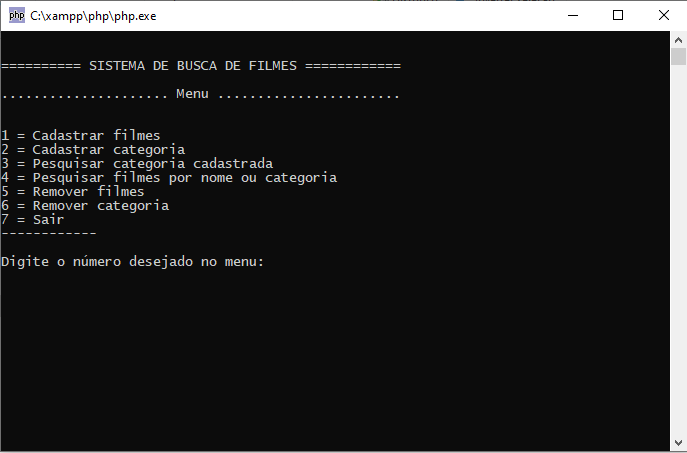 php C:\xampp\php\php.exe
========== SISTEMA DE BUSCA DE FILMES ============
..................... Menu .......................
1 = Cadastrar filmes
2 = Cadastrar categoria
3 = Pesquisar categoria cadastrada
4 = Pesquisar filmes por nome ou categoria
5 = Remover filmes
6 = Remover categoria
7 = Sair
------------
Digite o número desejado no menu: